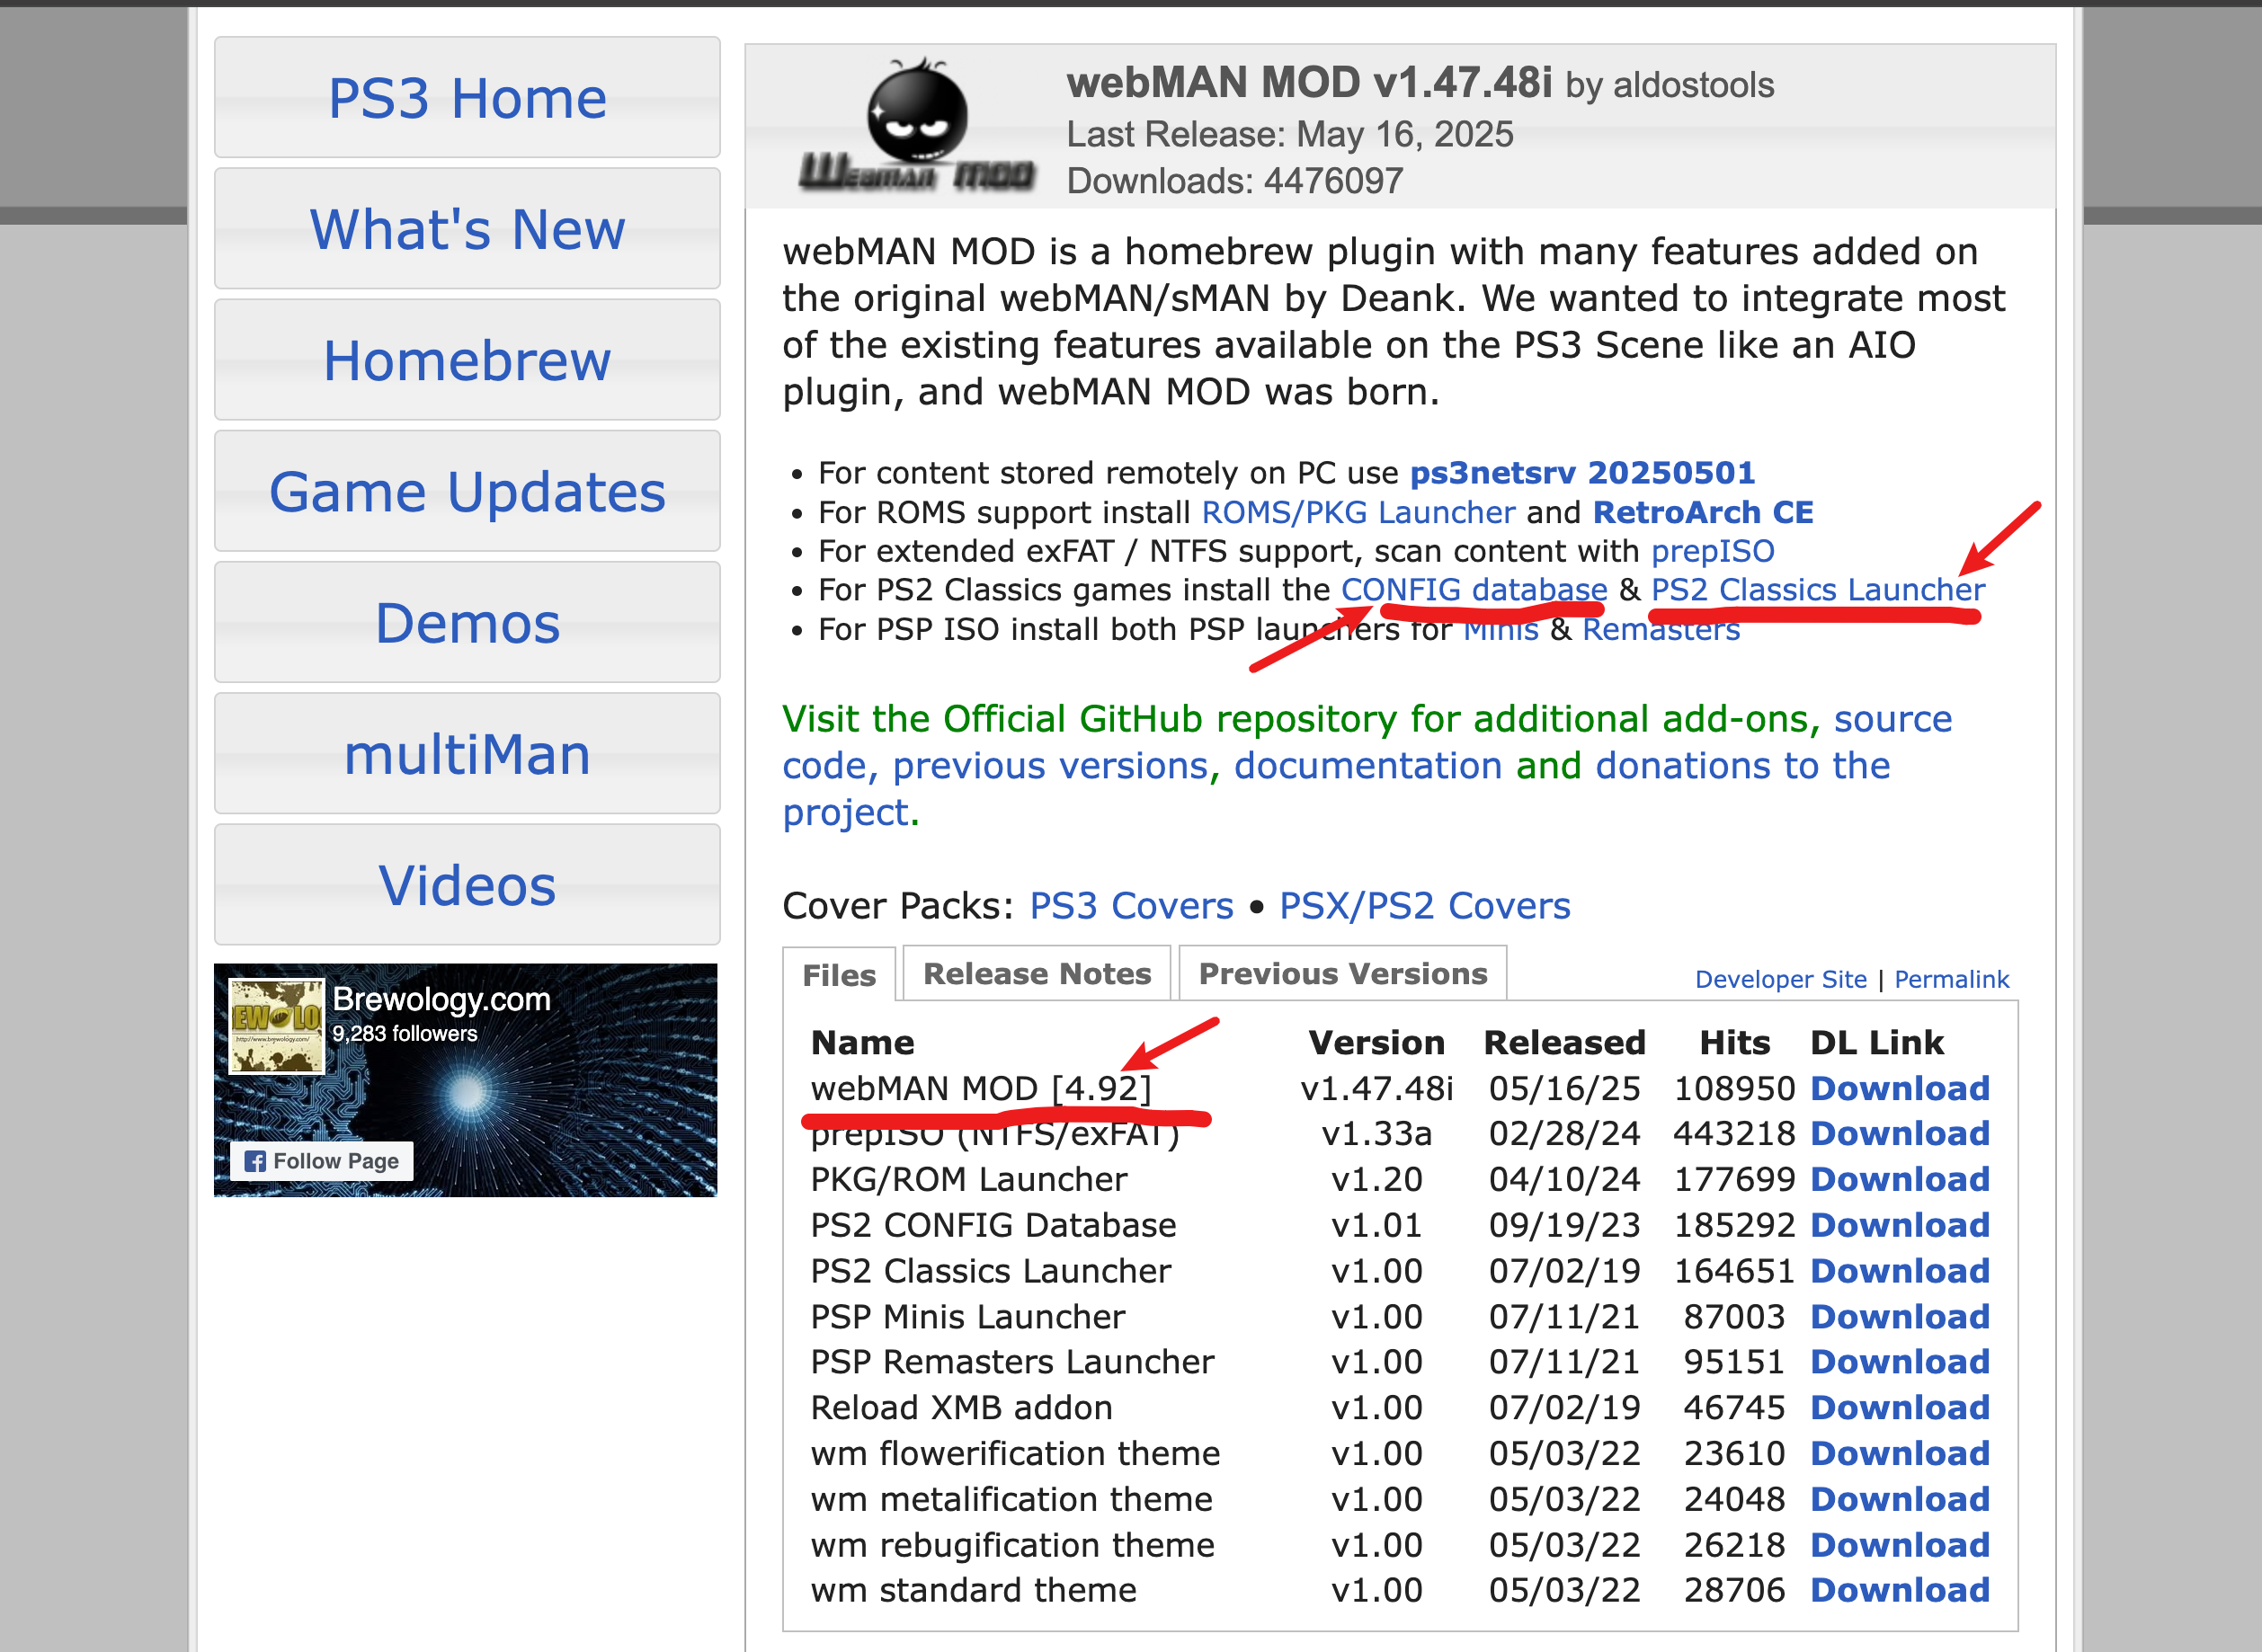 PS3 Home
What's New
Homebrew
Game Updates
Demos
multiMan
Videos
Brewology.com
9,283 followers
EW LO
http://www.brewology.com/
Follow Page
Webman MOD
webMAN MOD v1.47.48i by aldostools
Last Release: May 16, 2025
Downloads: 4476097
webMAN MOD is a homebrew plugin with many features added on
the original webMAN/sMAN by Deank. We wanted to integrate most
of the existing features available on the PS3 Scene like an AIO
plugin, and webMAN MOD was born.
• For content stored remotely on PC use ps3netsrv 20250501
• For ROMS support install ROMS/PKG Launcher and RetroArch CE
• For extended exFAT / NTFS support, scan content with prepISO
• For PS2 Classics games install the CONFIG database & PS2 Classics Launcher
• For PSP ISO install both PSP launchers for Minis & Remasters
Visit the Official GitHub repository for additional add-ons, source
code, previous versions, documentation and donations to the
project.
Cover Packs: PS3 Covers • PSX/PS2 Covers
Files Release Notes Previous Versions Developer Site | Permalink
Name Version Released Hits DL Link
webMAN MOD [4.92] v1.47.48i 05/16/25 108950 Download
prepISO (NTFS/exFAT) v1.33a 02/28/24 443218 Download
PKG/ROM Launcher v1.20 04/10/24 177699 Download
PS2 CONFIG Database v1.01 09/19/23 185292 Download
PS2 Classics Launcher v1.00 07/02/19 164651 Download
PSP Minis Launcher v1.00 07/11/21 87003 Download
PSP Remasters Launcher v1.00 07/11/21 95151 Download
Reload XMB addon v1.00 07/02/19 46745 Download
wm flowerification theme v1.00 05/03/22 23610 Download
wm metalification theme v1.00 05/03/22 24048 Download
wm rebugification theme v1.00 05/03/22 26218 Download
wm standard theme v1.00 05/03/22 28706 Download